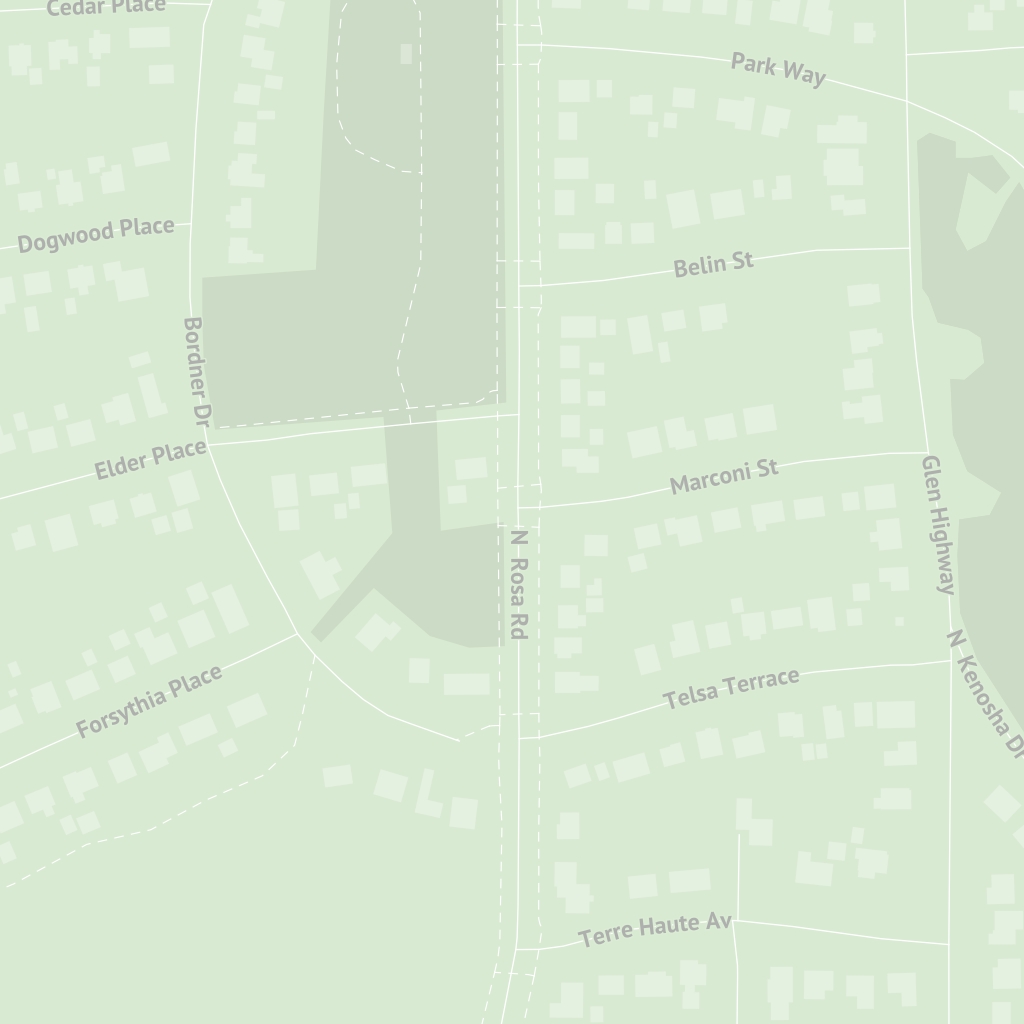 Cedar Place
Park Way
Dogwood Place
Belin St
Bordner Dr
Elder Place
Marconi St
Glen Highway
N Rosa Rd
N Kenosha Dr
Forsythia Place
Telsa Terrace
Terre Haute Av